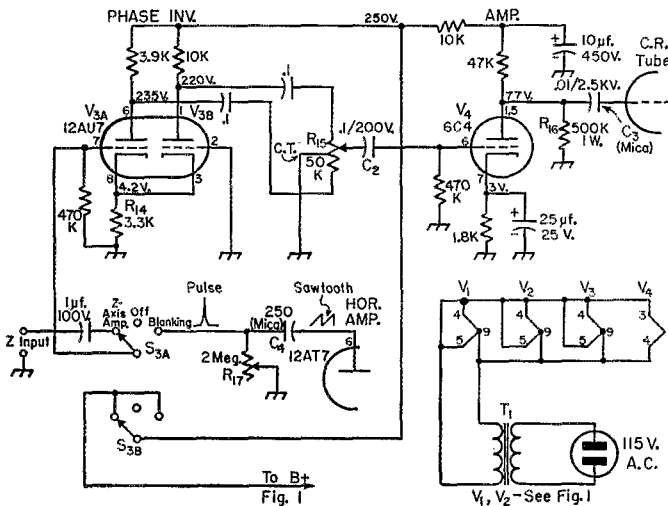 PHASE INV.
250V.
AMP.
3.9K
10K
10K
47K
10µf.
450V.
C.R.
Tube
.01/2.5KV.
235V.
220V.
.1
.1
77V.
V3A
12AU7
V3B
6
1
7
2
8
3
4.2V.
C.T.
R15
50
K
.1/200V.
C2
V4
6C4
1,5
6
7
3V.
R16
500K
1W.
C3
(Mica)
470
K
R14
3.3K
470
K
1.8K
25µf.
25V.
1µf.
100V.
Z-
Axis
Amp.
Off
Blanking
Pulse
250
(Mica)
C4
Sawtooth
HOR.
AMP.
6
12AT7
Z Input
S3A
2 Meg.
R17
S3B
To B+
Fig. 1
V1
V2
V3
V4
4
9
5
4
9
5
4
9
5
3
4
T1
115V.
A.C.
V1, V2-See Fig.1